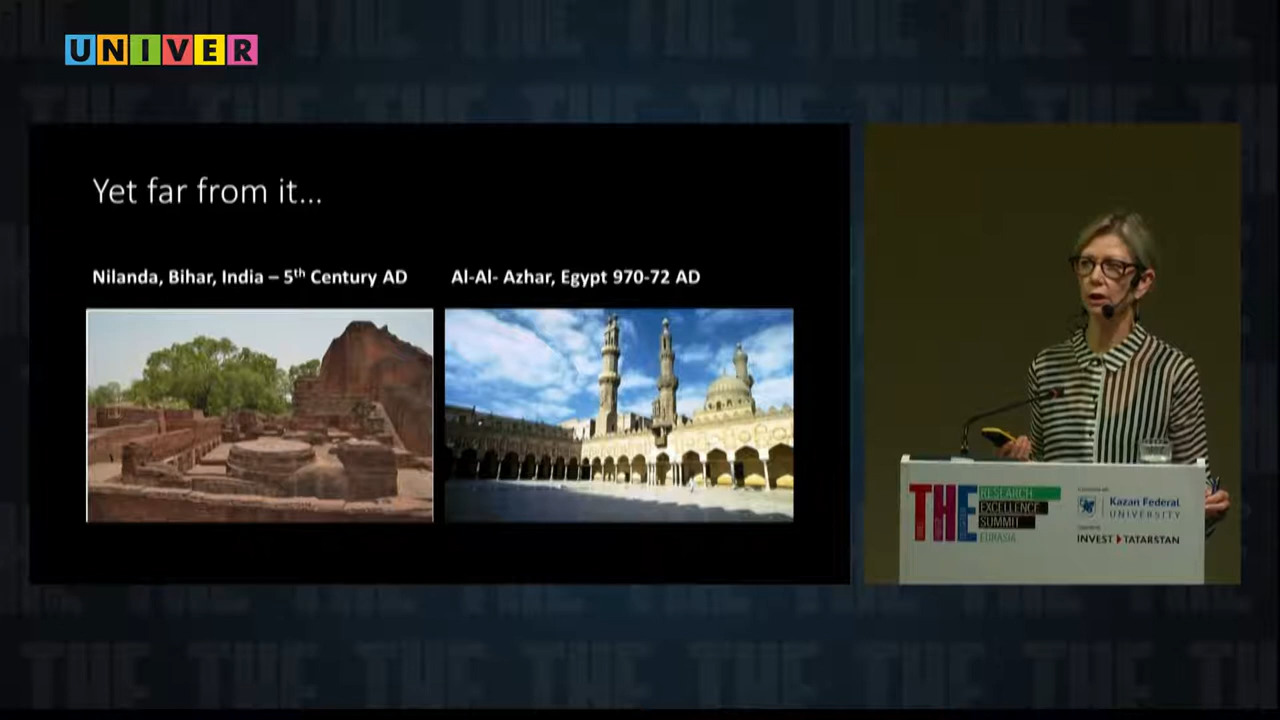 UNIVER
Yet far from it...
Nilanda, Bihar, India – 5th Century AD
Al-Al- Azhar, Egypt 970-72 AD
THE
RESEARCH
EXCELLENCE
SUMMIT
EURASIA
Kazan Federal
UNIVERSITY
INVEST TATARSTAN